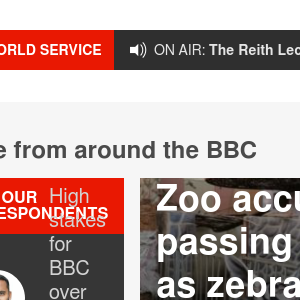 ORLD SERVICE
ON AIR: The Reith Lec
e from around the BBC
OUR
ESPONDENTS
High
stakes
for
BBC
over
Zoo accu
passing
as zebra